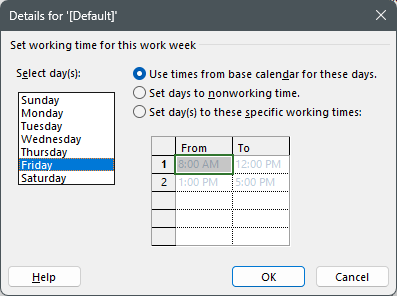 Details for '[Default]'
Set working time for this work week
Select day(s):
Sunday
Monday
Tuesday
Wednesday
Thursday
Friday
Saturday
Use times from base calendar for these days.
Set days to nonworking time.
Set day(s) to these specific working times:
From To
1 8:00 AM 12:00 PM
2 1:00 PM 5:00 PM
Help OK Cancel